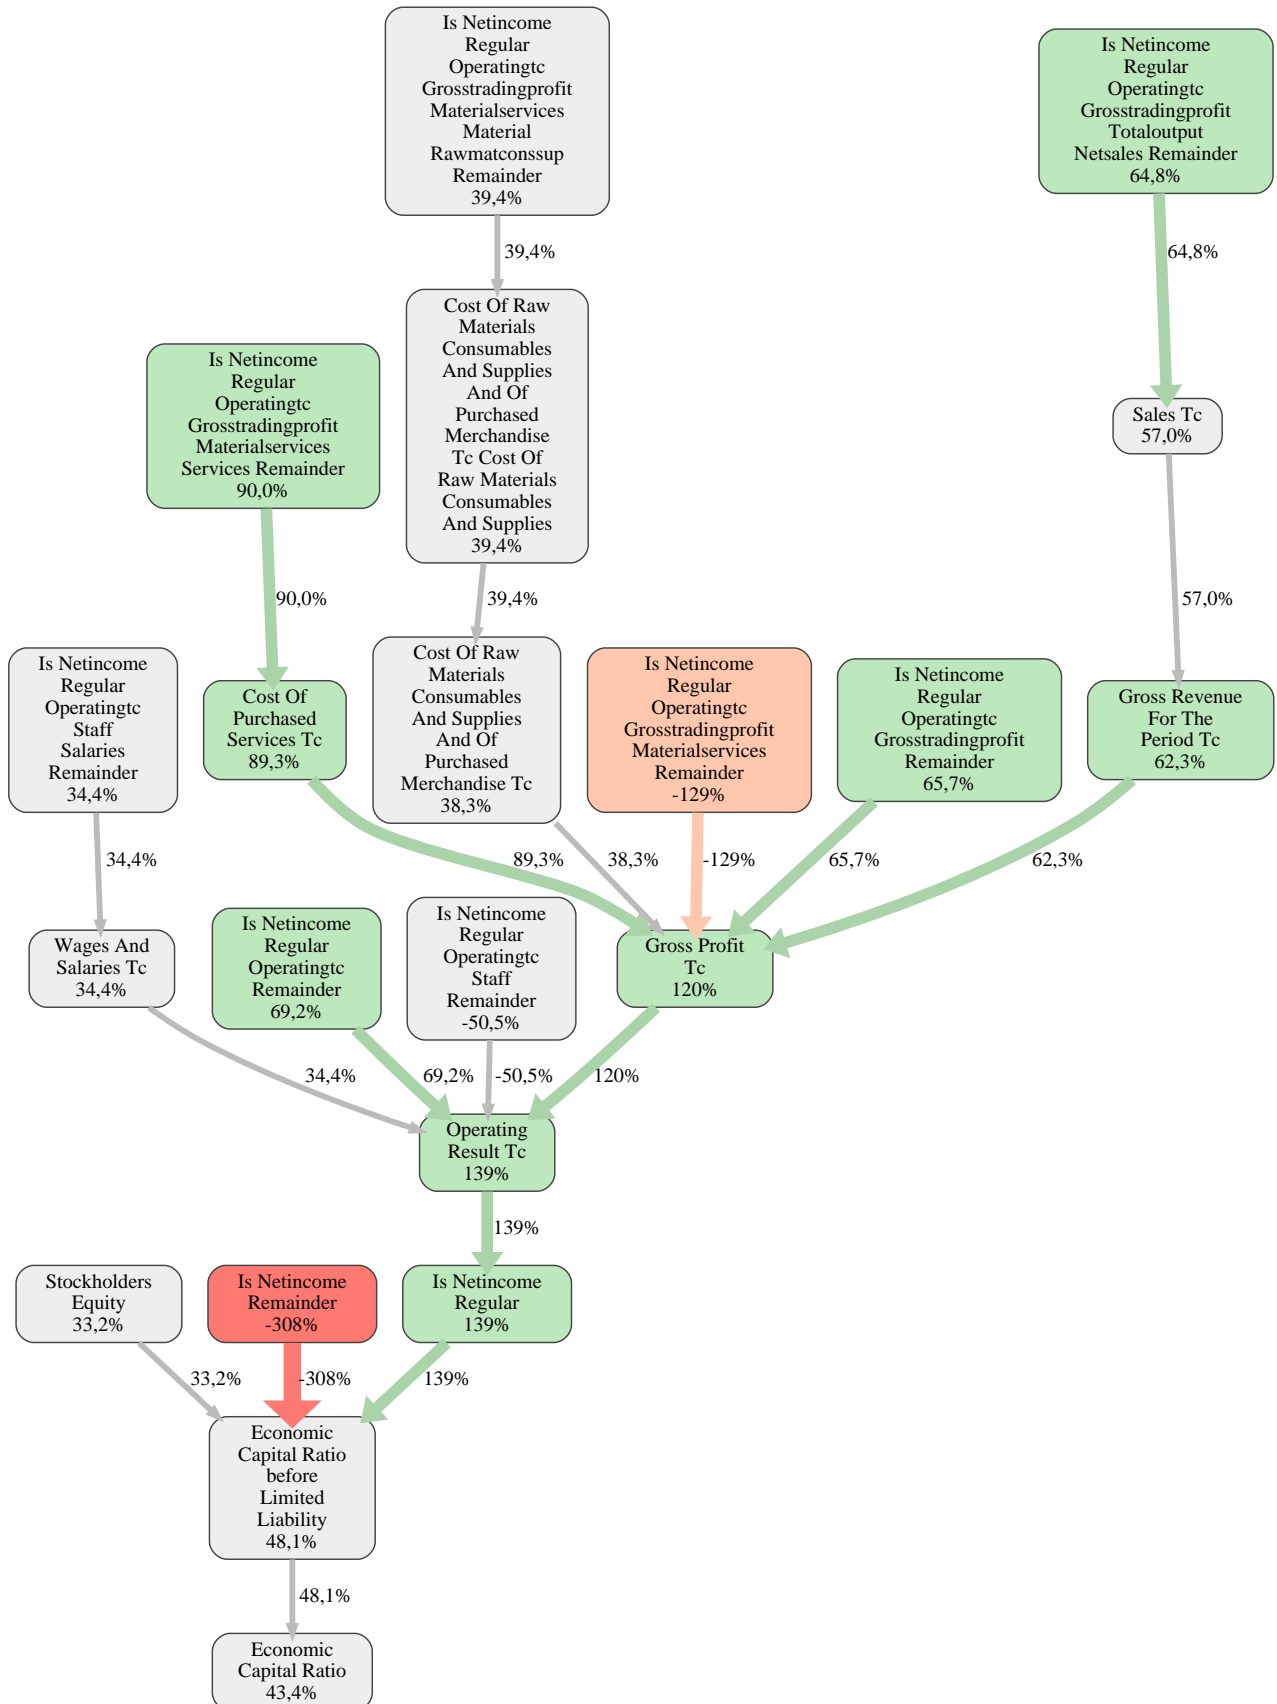 Is Netincome
Regular
Operatingtc
Grosstradingprofit
Materialservices
Material
Rawmatconssup
Remainder
39,4%
Is Netincome
Regular
Operatingtc
Grosstradingprofit
Totaloutput
Netsales Remainder
64,8%
39,4%
64,8%
Cost Of Raw
Materials
Consumables
And Supplies
And Of
Purchased
Merchandise
Tc Cost Of
Raw Materials
Consumables
And Supplies
39,4%
Is Netincome
Regular
Operatingtc
Grosstradingprofit
Materialservices
Services Remainder
90,0%
Sales Tc
57,0%
90,0%
39,4%
57,0%
Is Netincome
Regular
Operatingtc
Staff
Salaries
Remainder
34,4%
Cost Of
Purchased
Services Tc
89,3%
Cost Of Raw
Materials
Consumables
And Supplies
And Of
Purchased
Merchandise Tc
38,3%
Is Netincome
Regular
Operatingtc
Grosstradingprofit
Materialservices
Remainder
-129%
Is Netincome
Regular
Operatingtc
Grosstradingprofit
Remainder
65,7%
Gross Revenue
For The
Period Tc
62,3%
34,4%
89,3%
38,3%
-129%
65,7%
62,3%
Wages And
Salaries Tc
34,4%
Is Netincome
Regular
Operatingtc
Remainder
69,2%
Is Netincome
Regular
Operatingtc
Staff
Remainder
-50,5%
Gross Profit
Tc
120%
34,4%
69,2%
-50,5%
120%
Operating
Result Tc
139%
139%
Stockholders
Equity
33,2%
Is Netincome
Remainder
-308%
Is Netincome
Regular
139%
33,2%
-308%
139%
Economic
Capital Ratio
before
Limited
Liability
48,1%
48,1%
Economic
Capital Ratio
43,4%